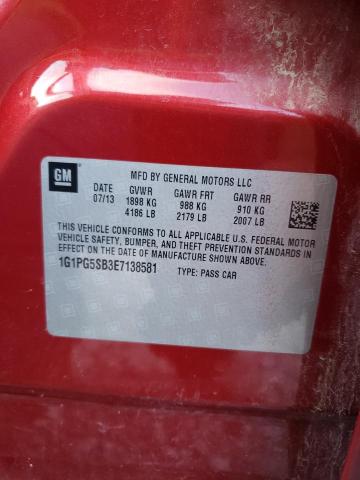 GM
MFD BY GENERAL MOTORS LLC
DATE GVWR GAWR FRT GAWR RR
07/13 1898 KG 988 KG 910 KG
4186 LB 2179 LB 2007 LB
THIS VEHICLE CONFORMS TO ALL APPLICABLE U.S. FEDERAL MOTOR
VEHICLE SAFETY, BUMPER, AND THEFT PREVENTION STANDARDS
IN EFFECT ON THE DATE OF MANUFACTURE SHOWN ABOVE.
1G1PG5SB3E7138581 TYPE: PASS CAR